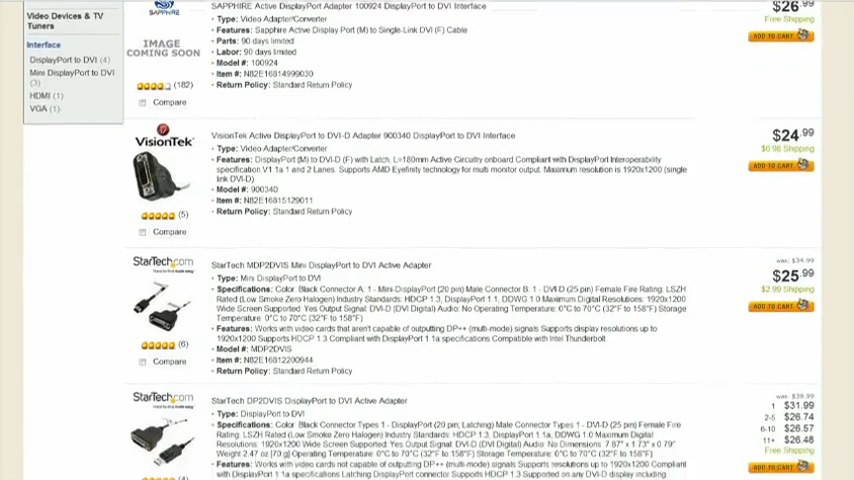 Video Devices & TV
Tuners
Interface
DisplayPort to DVI (4)
Mini DisplayPort to DVI
(3)
HDMI (1)
VGA (1)
SAPPHIRE
IMAGE
COMING SOON
(182)
Compare
SAPPHIRE Active DisplayPort Adapter 100924 DisplayPort to DVI Interface
• Type: Video Adapter/Converter
• Features: Sapphire Active DisplayPort (M) to Single-Link DVI (F) Cable
• Parts: 90 days limited
• Labor: 90 days limited
• Model #: 100924
• Item #: N82E16814999030
• Return Policy: Standard Return Policy
$26.99
Free Shipping
ADD TO CART
VisionTek
(5)
Compare
VisionTek Active DisplayPort to DVI-D Adapter 900340 DisplayPort to DVI Interface
• Type: Video Adapter/Converter
• Features: DisplayPort (M) to DVI-D (F) with Latch, L=180mm Active Circuitry onboard Compliant with DisplayPort Interoperability
specification V1.1a 1 and 2 Lanes. Supports AMD Eyefinity technology for multi monitor output. Maximum resolution is 1920x1200 (single
link DVI-D)
• Model #: 900340
• Item #: N82E16815129011
• Return Policy: Standard Return Policy
$24.99
$0.98 Shipping
ADD TO CART
StarTech.com
(6)
Compare
StarTech MDP2DVIS Mini DisplayPort to DVI Active Adapter
• Type: Mini DisplayPort to DVI
• Specifications: Color: Black Connector A: 1 - Mini-DisplayPort (20 pin) Male Connector B: 1 - DVI-D (25 pin) Female Fire Rating: LSZH
Rated (Low Smoke Zero Halogen) Industry Standards: HDCP 1.3, DisplayPort 1.1, DDWG 1.0 Maximum Digital Resolutions: 1920x1200
Wide Screen Supported: Yes Output Signal: DVI-D (DVI Digital) Audio: No Operating Temperature: 0°C to 70°C (32°F to 158°F) Storage
Temperature: 0°C to 70°C (32°F to 158°F)
• Features: Works with video cards that aren't capable of outputting DP++ (multi-mode) signals Supports display resolutions up to
1920x1200 Supports HDCP 1.3 Compliant with DisplayPort 1.1a specifications Compatible with Intel Thunderbolt
• Model #: MDP2DVIS
• Item #: N82E16812200944
• Return Policy: Standard Return Policy
was: $34.99
$25.99
$2.99 Shipping
ADD TO CART
StarTech.com
(4)
StarTech DP2DVIS DisplayPort to DVI Active Adapter
• Type: DisplayPort to DVI
• Specifications: Color: Black Connector Types 1 - DisplayPort (20 pin; Latching) Male Connector Types 1 - DVI-D (25 pin) Female Fire
Rating: LSZH Rated (Low Smoke Zero Halogen) Industry Standards: HDCP 1.3, DisplayPort 1.1a, DDWG 1.0 Maximum Digital
Resolutions: 1920x1200 Wide Screen Supported: Yes Output Signal: DVI-D (DVI Digital) Audio: No Dimensions: 7.87" x 1.73" x 0.79"
Weight: 2.47 oz [70 g] Operating Temperature: 0°C to 70°C (32°F to 158°F) Storage Temperature: 0°C to 70°C (32°F to 158°F)
• Features: Works with video cards not capable of outputting DP++ (multi-mode) signals Supports resolutions up to 1920x1200 Compliant
with DisplayPort 1.1a specifications Latching DisplayPort connector Supports HDCP 1.3 Supported on any DVI-D display including
was: $39.99
1 $31.99
2-5 $26.74
6-10 $26.57
11+ $26.48
Free Shipping
ADD TO CART